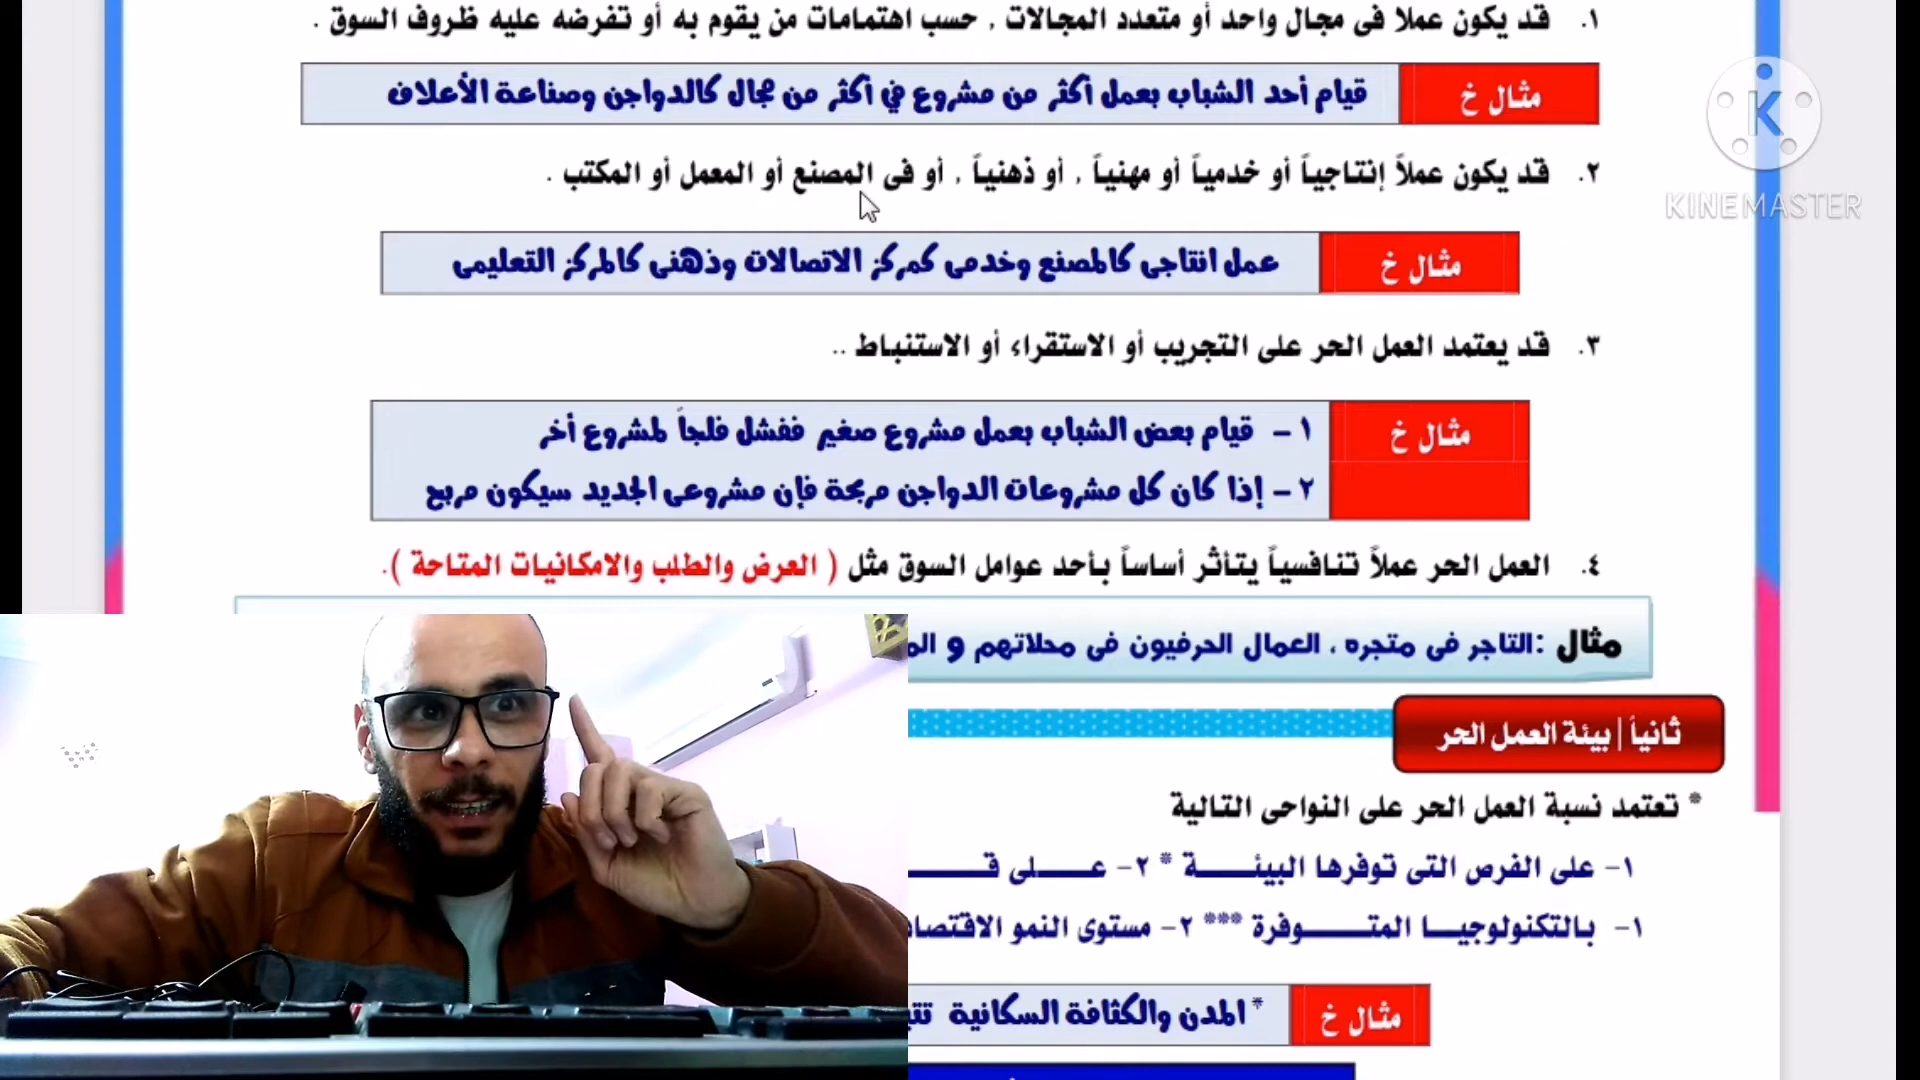 ١. قد يكون عملا فى مجال واحد أو متعدد المجالات , حسب اهتمامات من يقوم به أو تفرضه عليه ظروف السوق .
مثال خ قيام أحد الشباب بعمل أكثر من مشروع في أكثر من مجال كالدواجن وصناعة الأعلاف
K
KINEMASTER
٢. قد يكون عملاً إنتاجياً أو خدمياً أو مهنياً , أو ذهنياً , أو فى المصنع أو المعمل أو المكتب .
مثال خ عمل انتاجى كالمصنع وخدمى كمركز الاتصالات وذهنى كالمركز التعليمى
٣. قد يعتمد العمل الحر على التجريب أو الاستقراء أو الاستنباط ..
مثال خ ١ – قيام بعض الشباب بعمل مشروع صغير ففشل فلجأ لمشروع أخر
٢ – إذا كان كل مشروعات الدواجن مربحة فإن مشروعى الجديد سيكون مربح
٤. العمل الحر عملاً تنافسياً يتأثر أساساً بأحد عوامل السوق مثل ( العرض والطلب والامكانيات المتاحة ).
مثال :التاجر فى متجره ، العمال الحرفيون فى محلاتهم و
ثانياً | بيئة العمل الحر
* تعتمد نسبة العمل الحر على النواحى التالية
١- على الفرص التى توفرها البيئة * ٢- على
١- بالتكنولوجيا المتوفرة *** ٢- مستوى النمو
مثال خ * المدن والكثافة السكانية